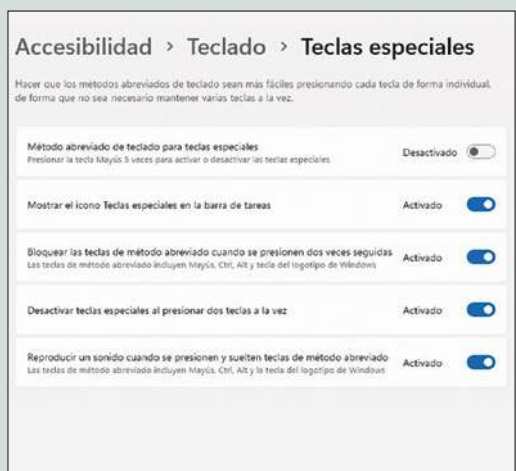 Accesibilidad > Teclado > Teclas especiales
Hacer que los métodos abreviados de teclado sean más fáciles presionando cada tecla de forma individual,
de forma que no sea necesario mantener varias teclas a la vez.
Método abreviado de teclado para teclas especiales
Presionar la tecla Mayús 5 veces para activar o desactivar las teclas especiales
Desactivado
Mostrar el icono Teclas especiales en la barra de tareas
Activado
Bloquear las teclas de método abreviado cuando se presionen dos veces seguidas
Las teclas de método abreviado incluyen Mayús, Ctrl, Alt y tecla del logotipo de Windows
Activado
Desactivar teclas especiales al presionar dos teclas a la vez
Activado
Reproducir un sonido cuando se presionen y suelten teclas de método abreviado
Las teclas de método abreviado incluyen Mayús, Ctrl, Alt y la tecla del logotipo de Windows
Activado